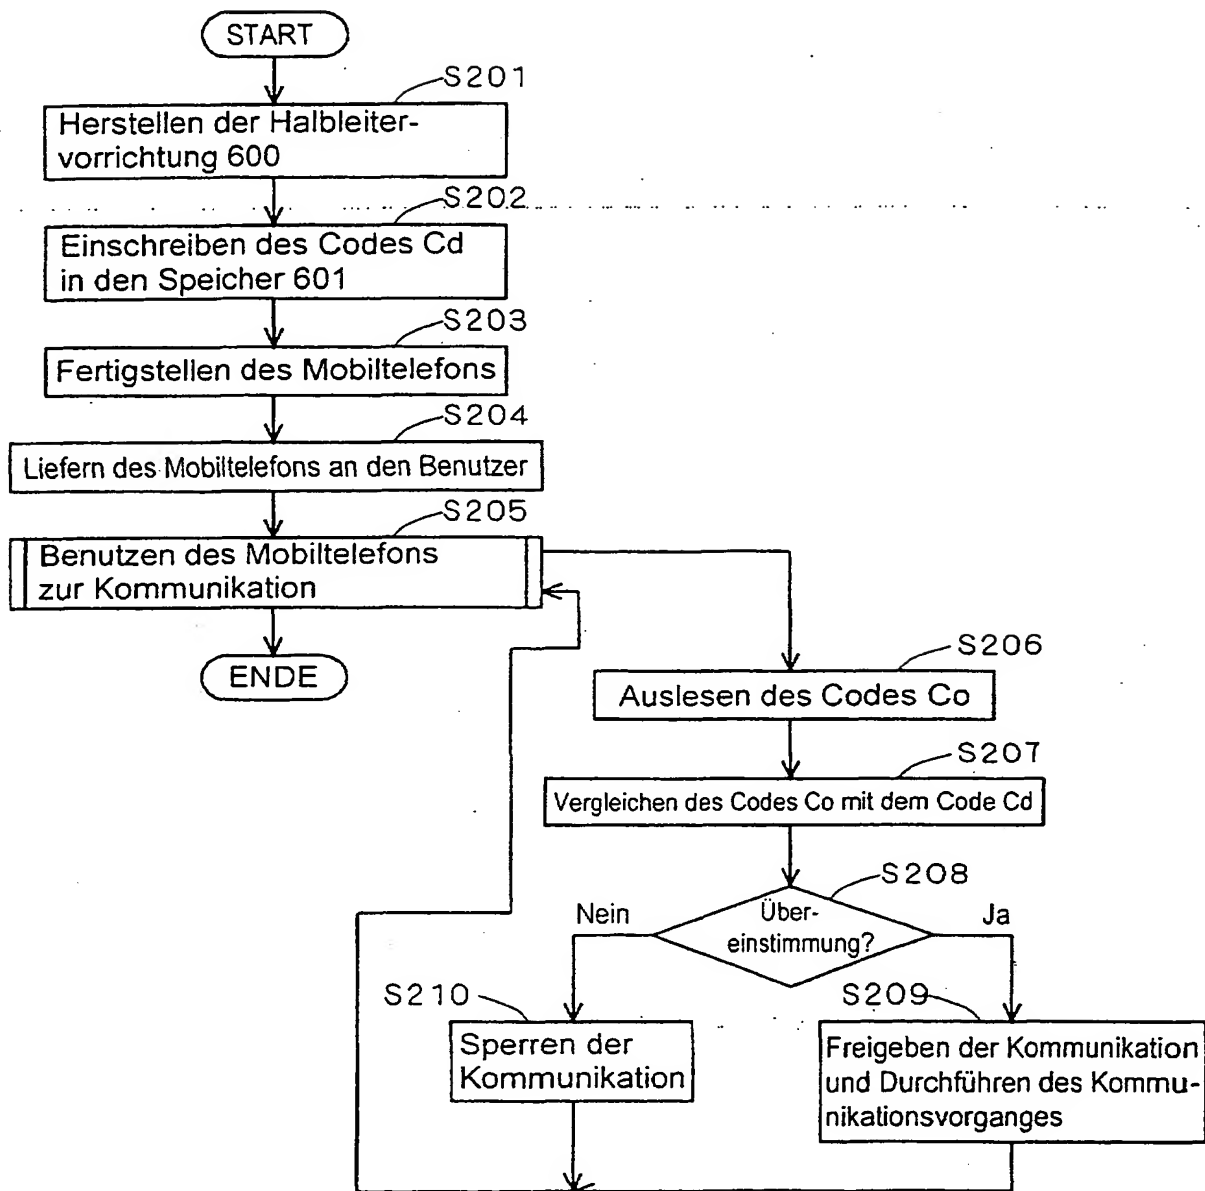 START
S201
Herstellen der Halbleiter-
vorrichtung 600
S202
Einschreiben des Codes Cd
in den Speicher 601
S203
Fertigstellen des Mobiltelefons
S204
Liefern des Mobiltelefons an den Benutzer
S205
Benutzen des Mobiltelefons
zur Kommunikation
ENDE
S206
Auslesen des Codes Co
S207
Vergleichen des Codes Co mit dem Code Cd
S208
Über-
einstimmung?
Nein
Ja
S210
Sperren der
Kommunikation
S209
Freigeben der Kommunikation
und Durchführen des Kommu-
nikationsvorganges